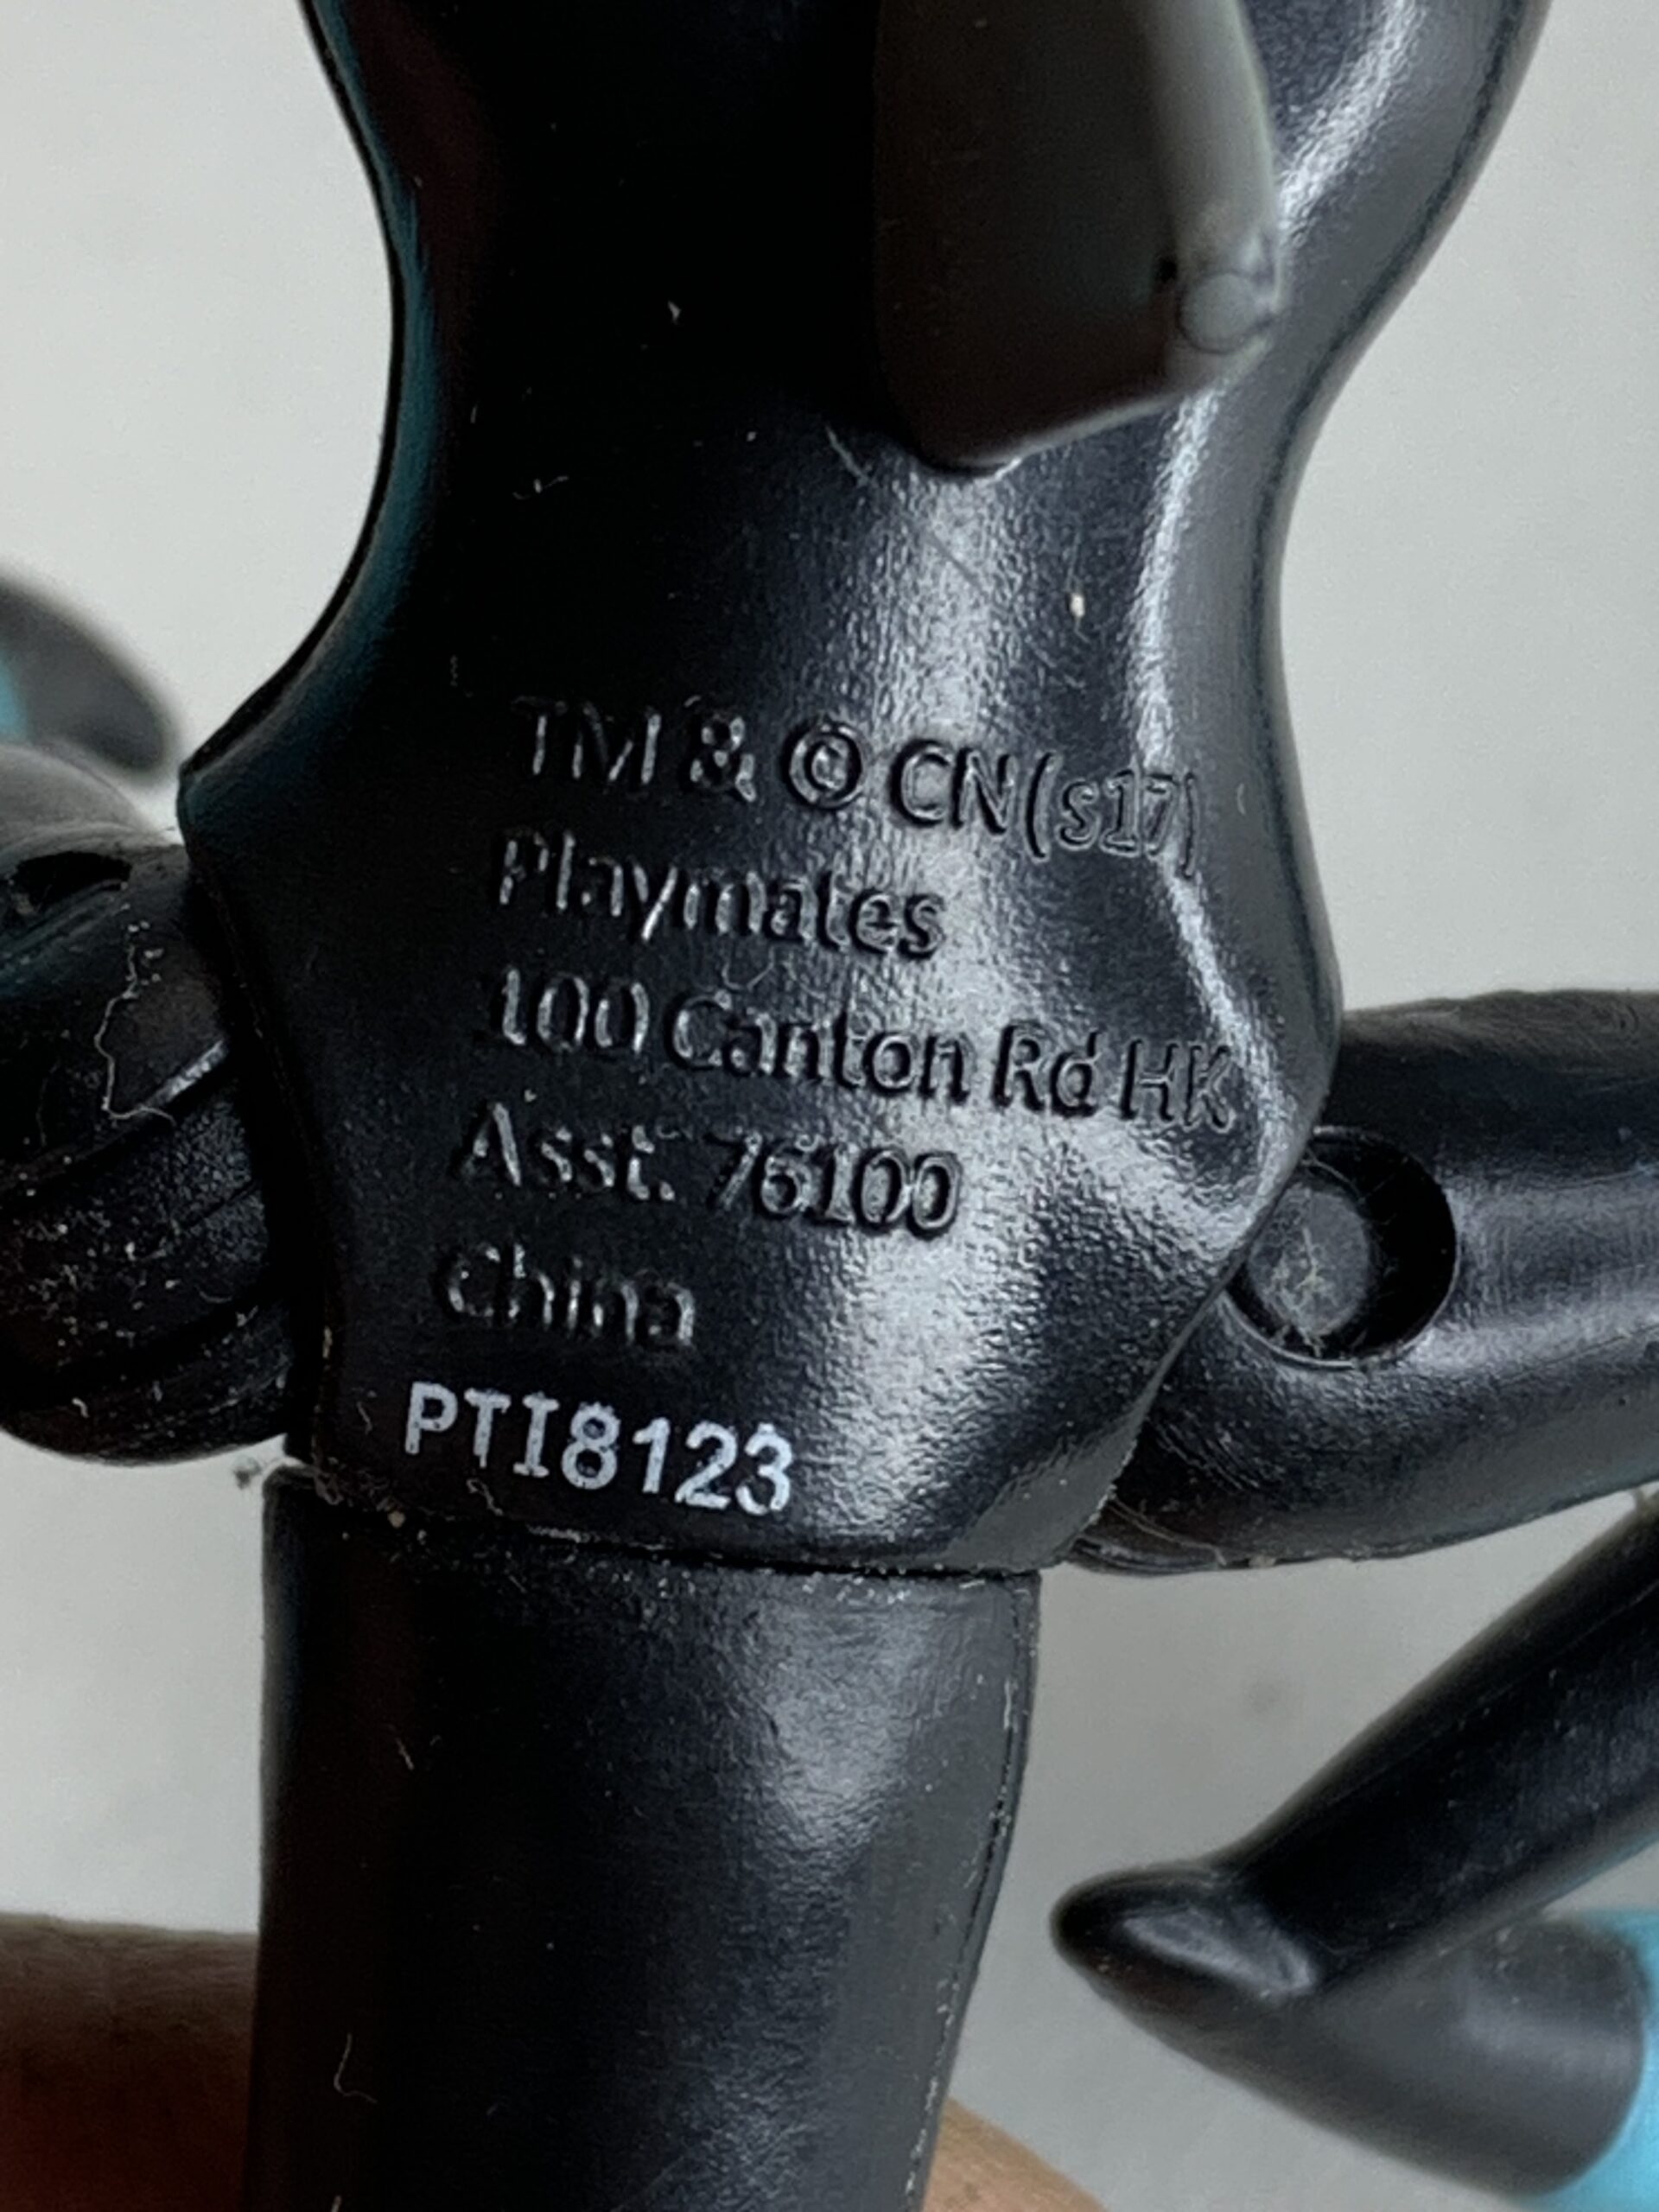 TM & © CN (s17)
Playmates
100 Canton Rd HK
Asst. 76100
China
PTI8123